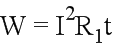 W = I²R₁t